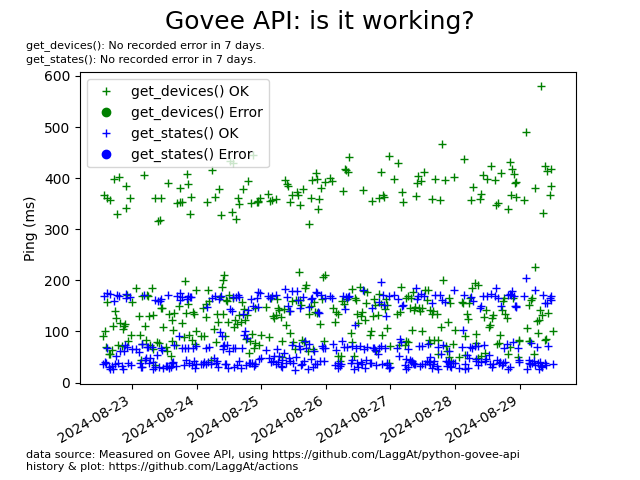 Govee API: is it working?
get_devices(): No recorded error in 7 days.
get_states(): No recorded error in 7 days.
600
500
400
300
200
100
0
Ping (ms)
get_devices() OK
get_devices() Error
get_states() OK
get_states() Error
2024-08-23
2024-08-24
2024-08-25
2024-08-26
2024-08-27
2024-08-28
2024-08-29
data source: Measured on Govee API, using https://github.com/LaggAt/python-govee-api
history & plot: https://github.com/LaggAt/actions